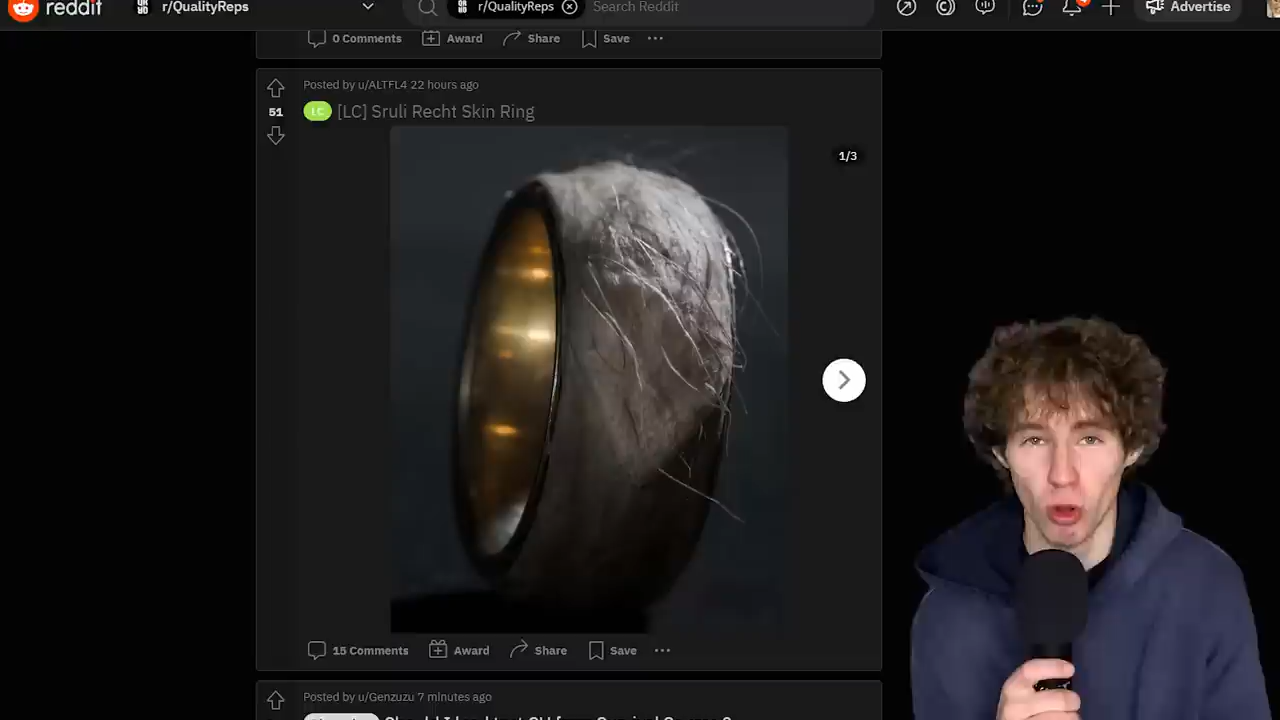 reddit
r/QualityReps
r/QualityReps
Search Reddit
Advertise
0 Comments
Award
Share
Save
Posted by u/ALTFL4 22 hours ago
51
LC
[LC] Sruli Recht Skin Ring
1/3
15 Comments
Award
Share
Save
Posted by u/Genzuzu 7 minutes ago